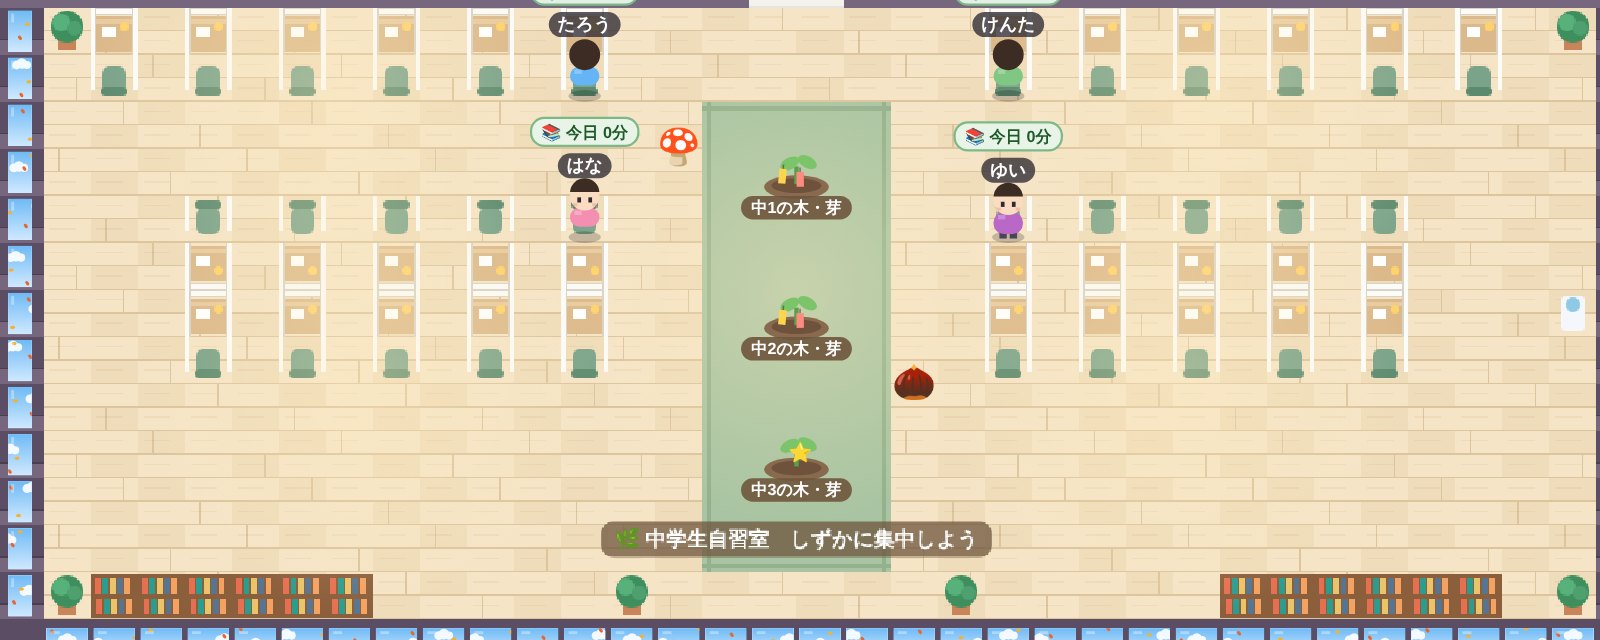 たろう
けんた
今日 0分
今日 0分
はな
ゆい
中1の木・芽
中2の木・芽
中3の木・芽
中学生自習室　しずかに集中しよう